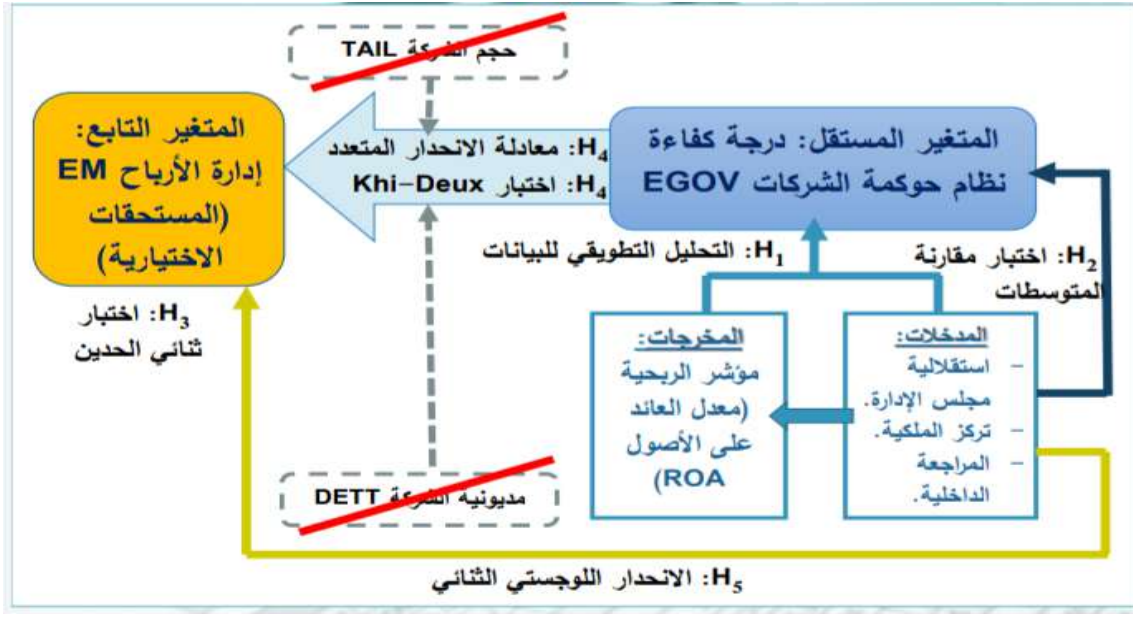 حجم الشركة TAIL
المتغير المستقل: درجة كفاءة
نظام حوكمة الشركات EGOV
H4: معادلة الانحدار المتعدد
H4: اختبار Khi-Deux
المتغير التابع:
إدارة الأرباح EM
(المستحقات
الاختيارية)
H1: التحليل التطويقي للبيانات
H2: اختبار مقارنة
المتوسطات
H3: اختبار
ثنائي الحدين
المدخلات:
- استقلالية
مجلس الإدارة.
- تركز الملكية.
- المراجعة
الداخلية.
المخرجات:
مؤشر الربحية
(معدل العائد
على الأصول
ROA)
مديونية الشركة DETT
H5: الانحدار اللوجستي الثنائي